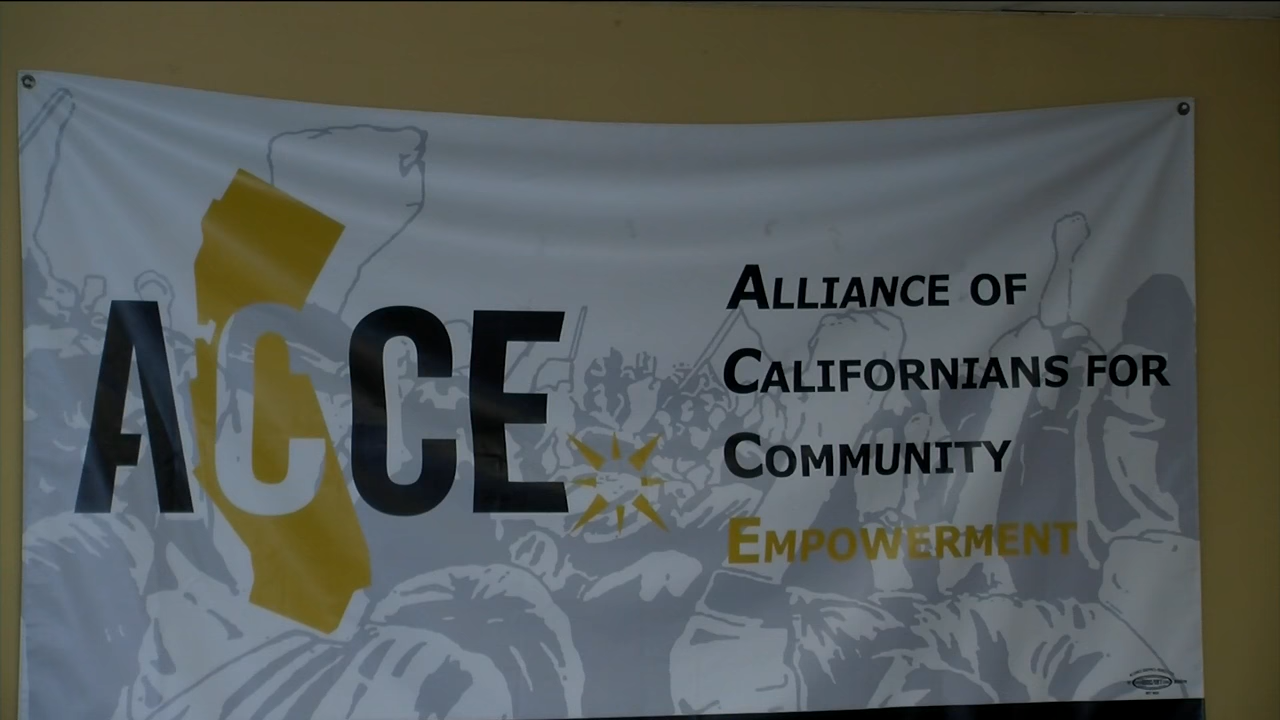 ACCE
ALLIANCE OF
CALIFORNIANS FOR
COMMUNITY
EMPOWERMENT